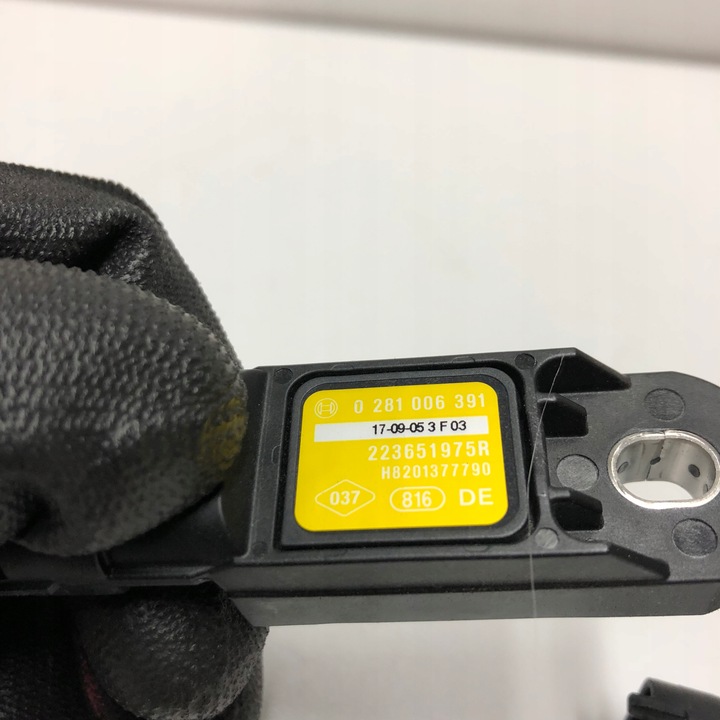 0 281 006 391
17-09-05 3 F 03
223651975R
H8201377790
037 816 DE